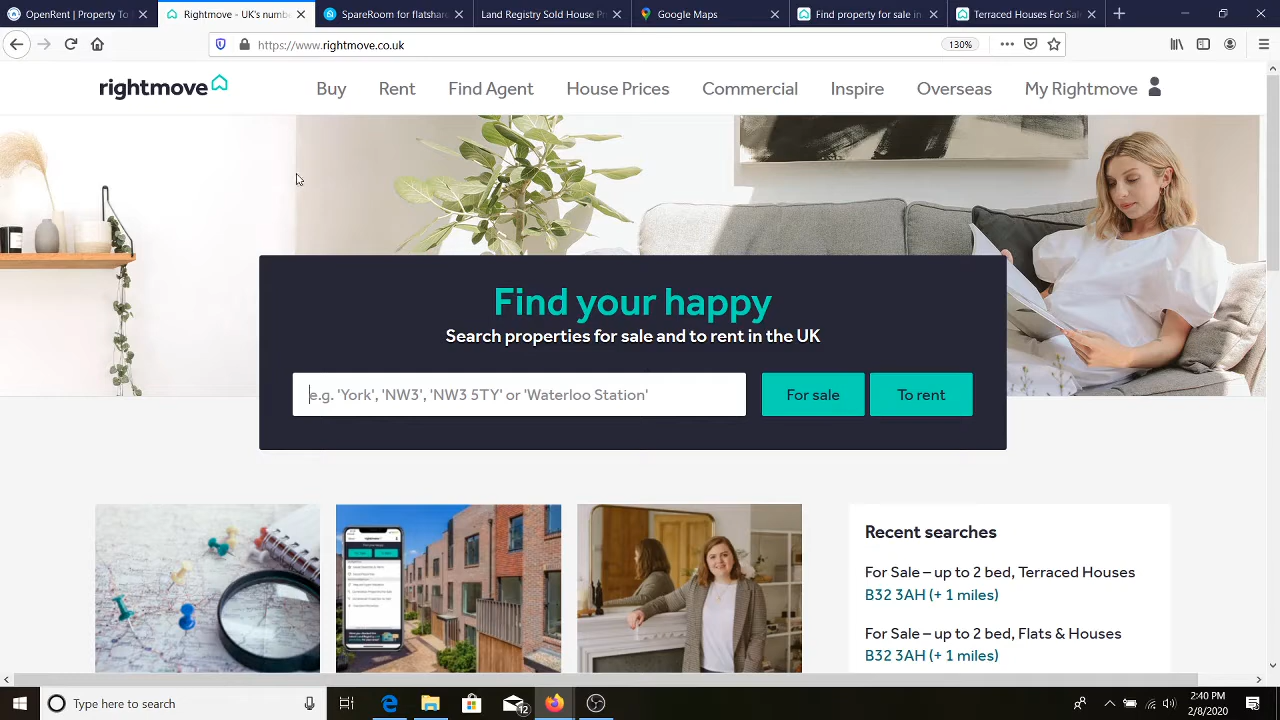 OpenRent | Property To
Rightmove - UK's numb
SpareRoom for flatshar
Land Registry Sold House P
Google Maps
Find property for sale in
Terraced Houses For Sal
https://www.rightmove.co.uk
130%
rightmove
Buy
Rent
Find Agent
House Prices
Commercial
Inspire
Overseas
My Rightmove
Find your happy
Search properties for sale and to rent in the UK
e.g. 'York', 'NW3', 'NW3 5TY' or 'Waterloo Station'
For sale
To rent
Recent searches
For Sale – up to 2 bed, Terraced Houses
B32 3AH (+ 1 miles)
For Sale – up to 2 bed, Flats & Houses
B32 3AH (+ 1 miles)
Type here to search
12
2:40 PM
2/8/2020